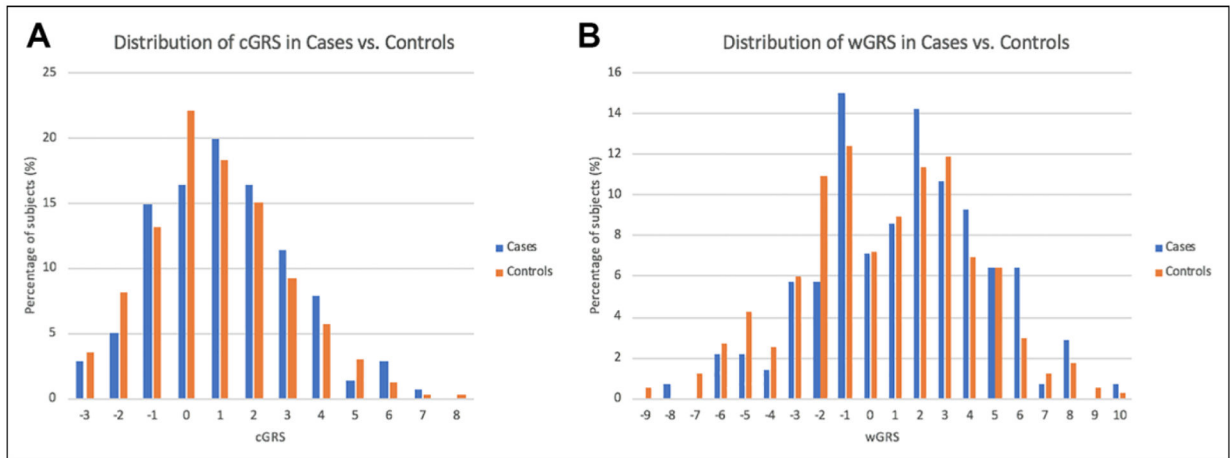 A
Distribution of cGRS in Cases vs. Controls
25
20
15
10
5
0
Percentage of subjects (%)
-3 -2 -1 0 1 2 3 4 5 6 7 8
cGRS
Cases
Controls
B
Distribution of wGRS in Cases vs. Controls
16
14
12
10
8
6
4
2
0
Percentage of subjects (%)
-9 -8 -7 -6 -5 -4 -3 -2 -1 0 1 2 3 4 5 6 7 8 9 10
wGRS
Cases
Controls